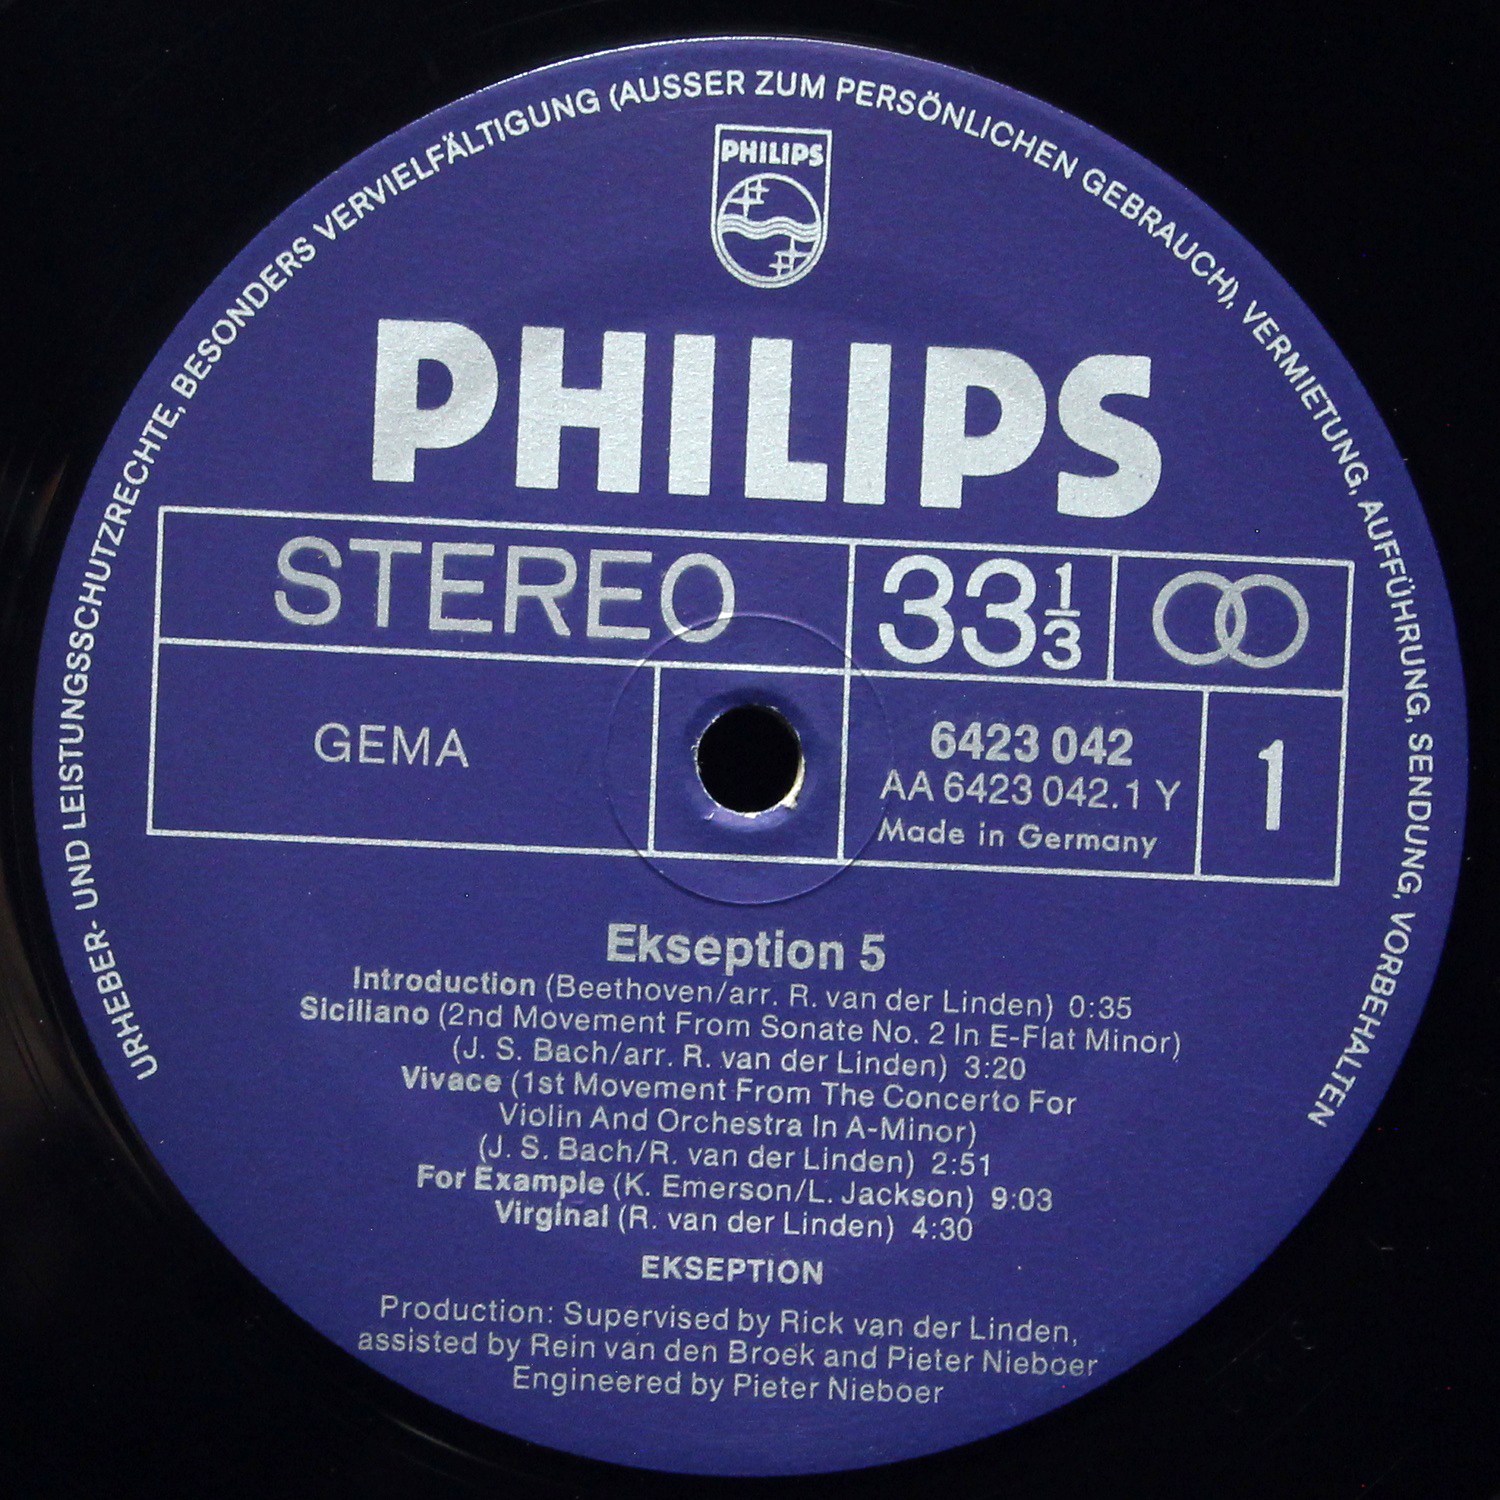 URHEBER- UND LEISTUNGSSCHUTZRECHTE, BESONDERS VERVIELFÄLTIGUNG (AUSSER ZUM PERSÖNLICHEN GEBRAUCH), VERMIETUNG, AUFFÜHRUNG, SENDUNG, VORBEHALTEN
PHILIPS
PHILIPS
STEREO 33 1/3
GEMA
6423 042
AA 6423 042.1 Y
Made in Germany
1
Ekseption 5
Introduction (Beethoven/arr. R. van der Linden) 0:35
Siciliano (2nd Movement From Sonate No. 2 In E-Flat Minor)
(J. S. Bach/arr. R. van der Linden) 3:20
Vivace (1st Movement From The Concerto For
Violin And Orchestra In A-Minor)
(J. S. Bach/R. van der Linden) 2:51
For Example (K. Emerson/L. Jackson) 9:03
Virginal (R. van der Linden) 4:30
EKSEPTION
Production: Supervised by Rick van der Linden,
assisted by Rein van den Broek and Pieter Nieboer
Engineered by Pieter Nieboer